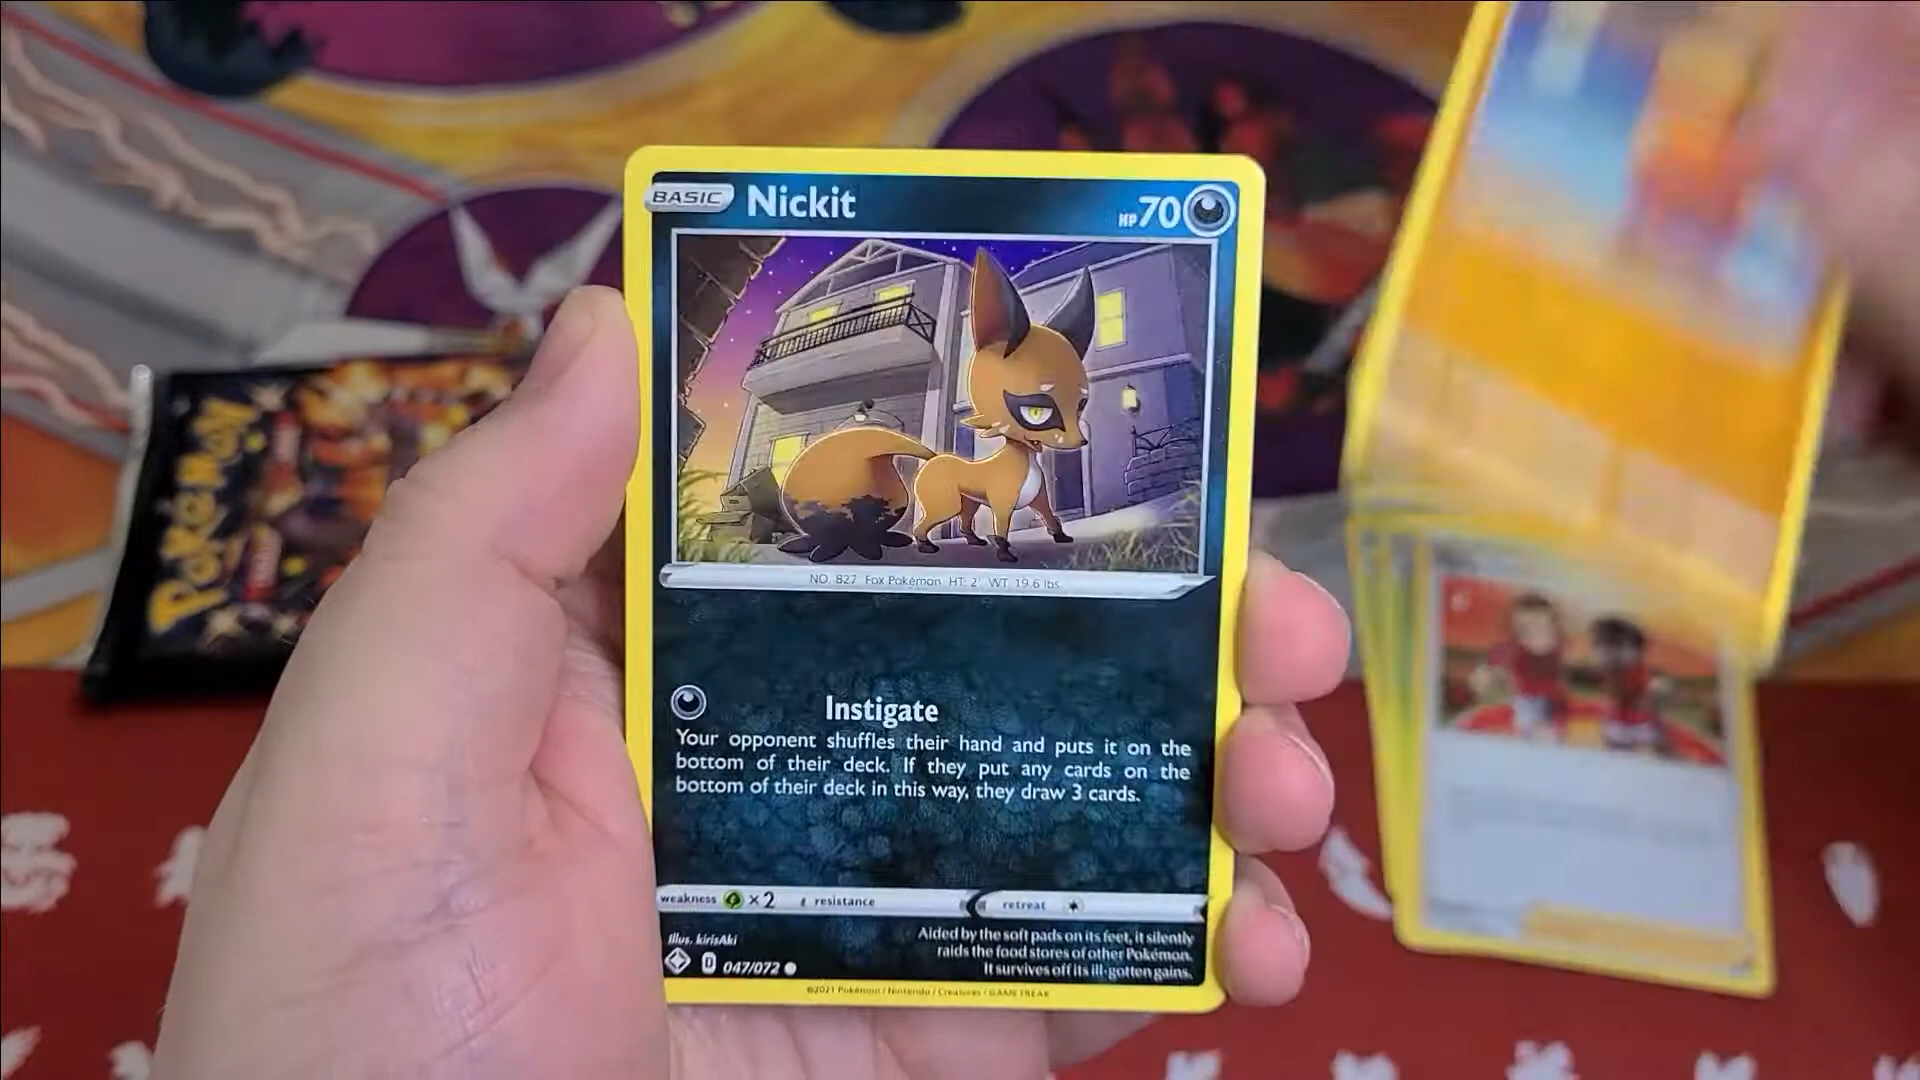 BASIC Nickit HP 70
NO. 827 Fox Pokémon HT: 2' WT: 19.6 lbs.
Instigate
Your opponent shuffles their hand and puts it on the
bottom of their deck. If they put any cards on the
bottom of their deck in this way, they draw 3 cards.
weakness ×2 resistance retreat
Illus. kirisAki
D 047/072
Aided by the soft pads on its feet, it silently
raids the food stores of other Pokémon.
It survives off its ill-gotten gains.
©2021 Pokémon / Nintendo / Creatures / GAME FREAK
POKéMON